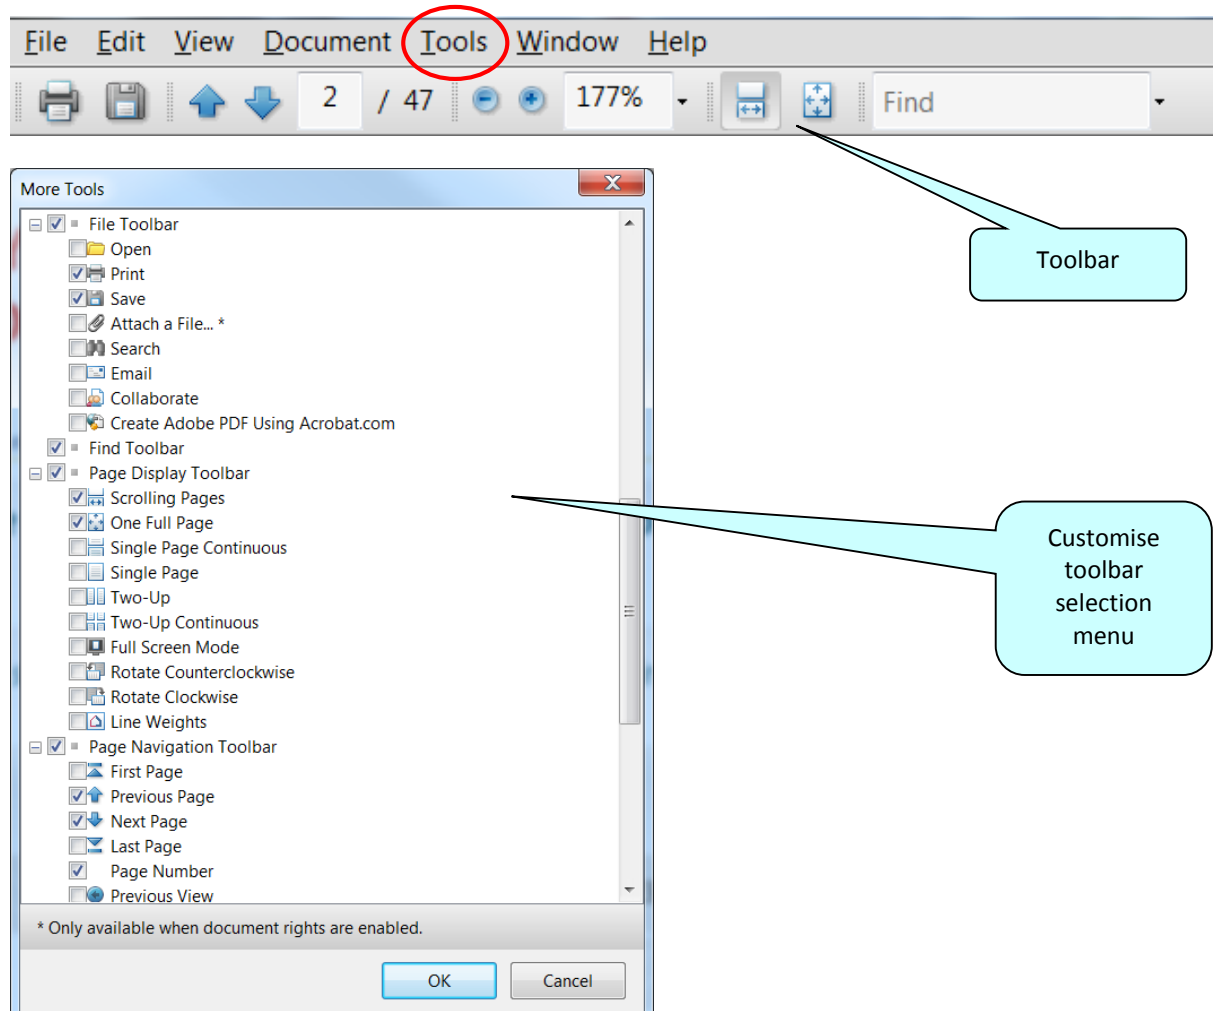 File Edit View Document Tools Window Help
2 / 47 177% Find
More Tools
File Toolbar
Open
Print
Save
Attach a File... *
Search
Email
Collaborate
Create Adobe PDF Using Acrobat.com
Find Toolbar
Page Display Toolbar
Scrolling Pages
One Full Page
Single Page Continuous
Single Page
Two-Up
Two-Up Continuous
Full Screen Mode
Rotate Counterclockwise
Rotate Clockwise
Line Weights
Page Navigation Toolbar
First Page
Previous Page
Next Page
Last Page
Page Number
Previous View
* Only available when document rights are enabled.
OK Cancel
Toolbar
Customise
toolbar
selection
menu